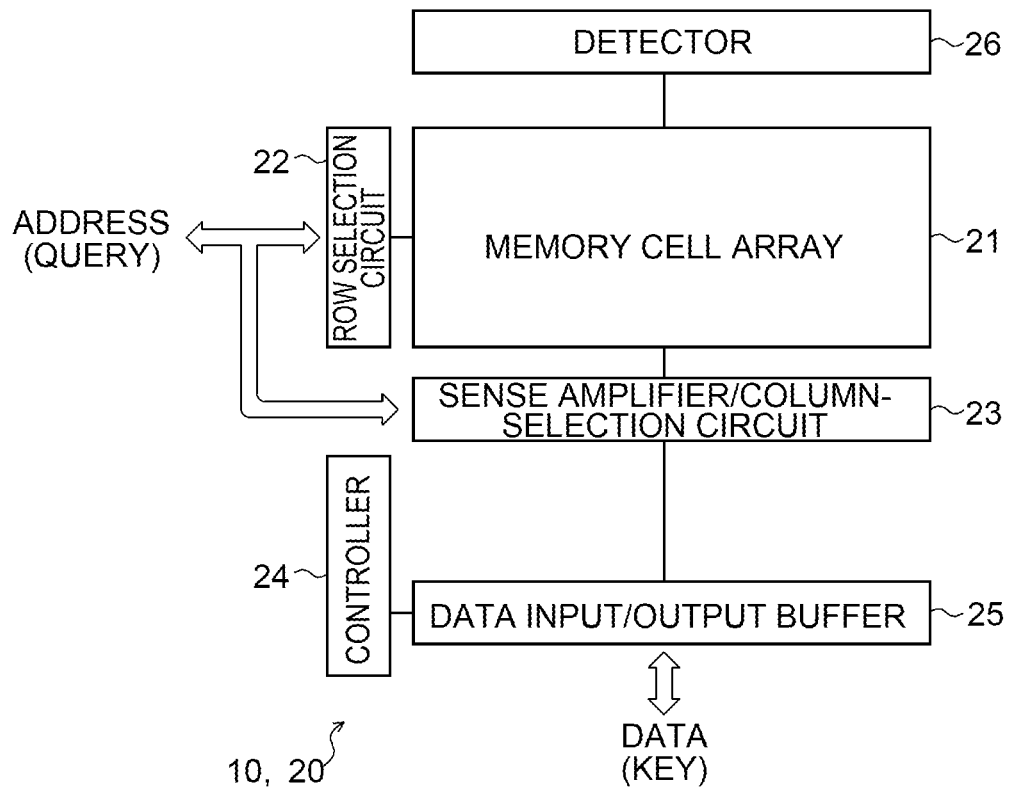 DETECTOR
26
22
ROW SELECTION
CIRCUIT
ADDRESS
(QUERY)
MEMORY CELL ARRAY
21
SENSE AMPLIFIER/COLUMN-
SELECTION CIRCUIT
23
24
CONTROLLER
DATA INPUT/OUTPUT BUFFER
25
DATA
(KEY)
10, 20